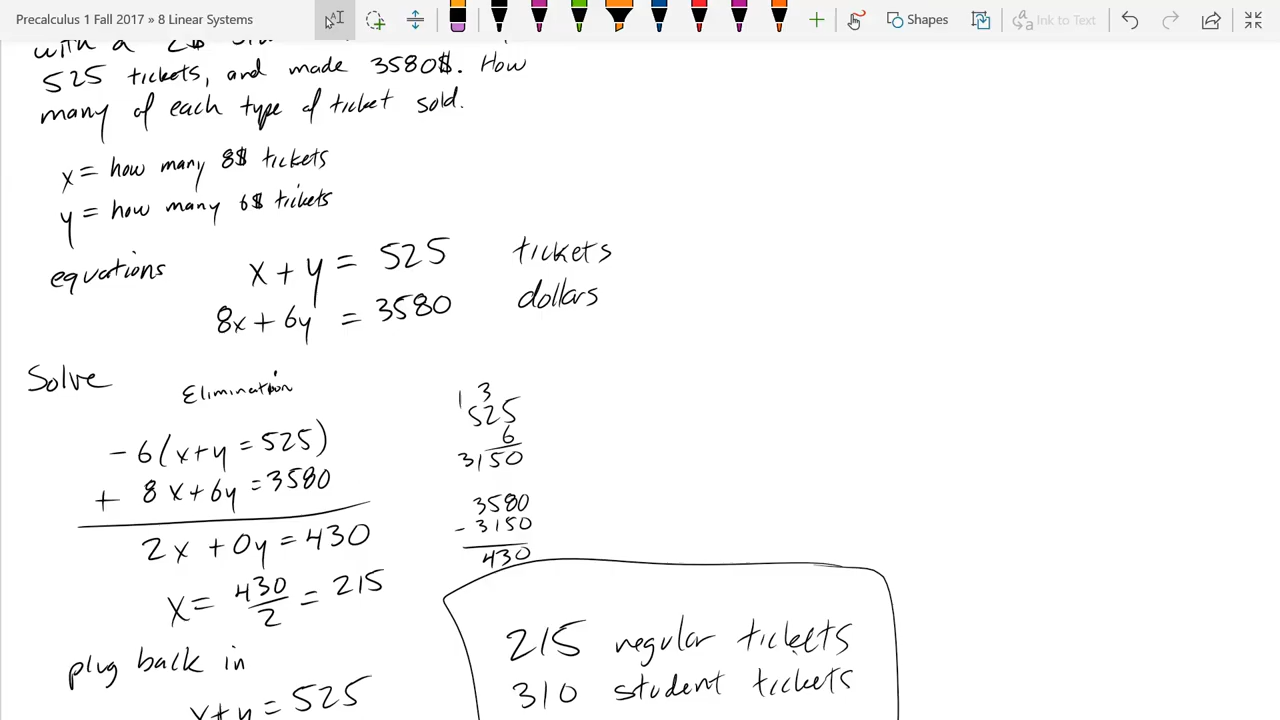 Precalculus 1 Fall 2017 » 8 Linear Systems
Shapes
Ink to Text
with a 2$
525 tickets, and made 3580$. How
many of each type of ticket sold.
x = how many 8$ tickets
y = how many 6$ tickets
equations
x + y = 525 tickets
8x + 6y = 3580 dollars
Solve
Elimination
-6(x+y = 525)
+ 8x+6y = 3580
2x + 0y = 430
x = 430/2 = 215
1 3
525
6
3150
3580
- 3150
430
plug back in
x+y = 525
215 regular tickets
310 student tickets